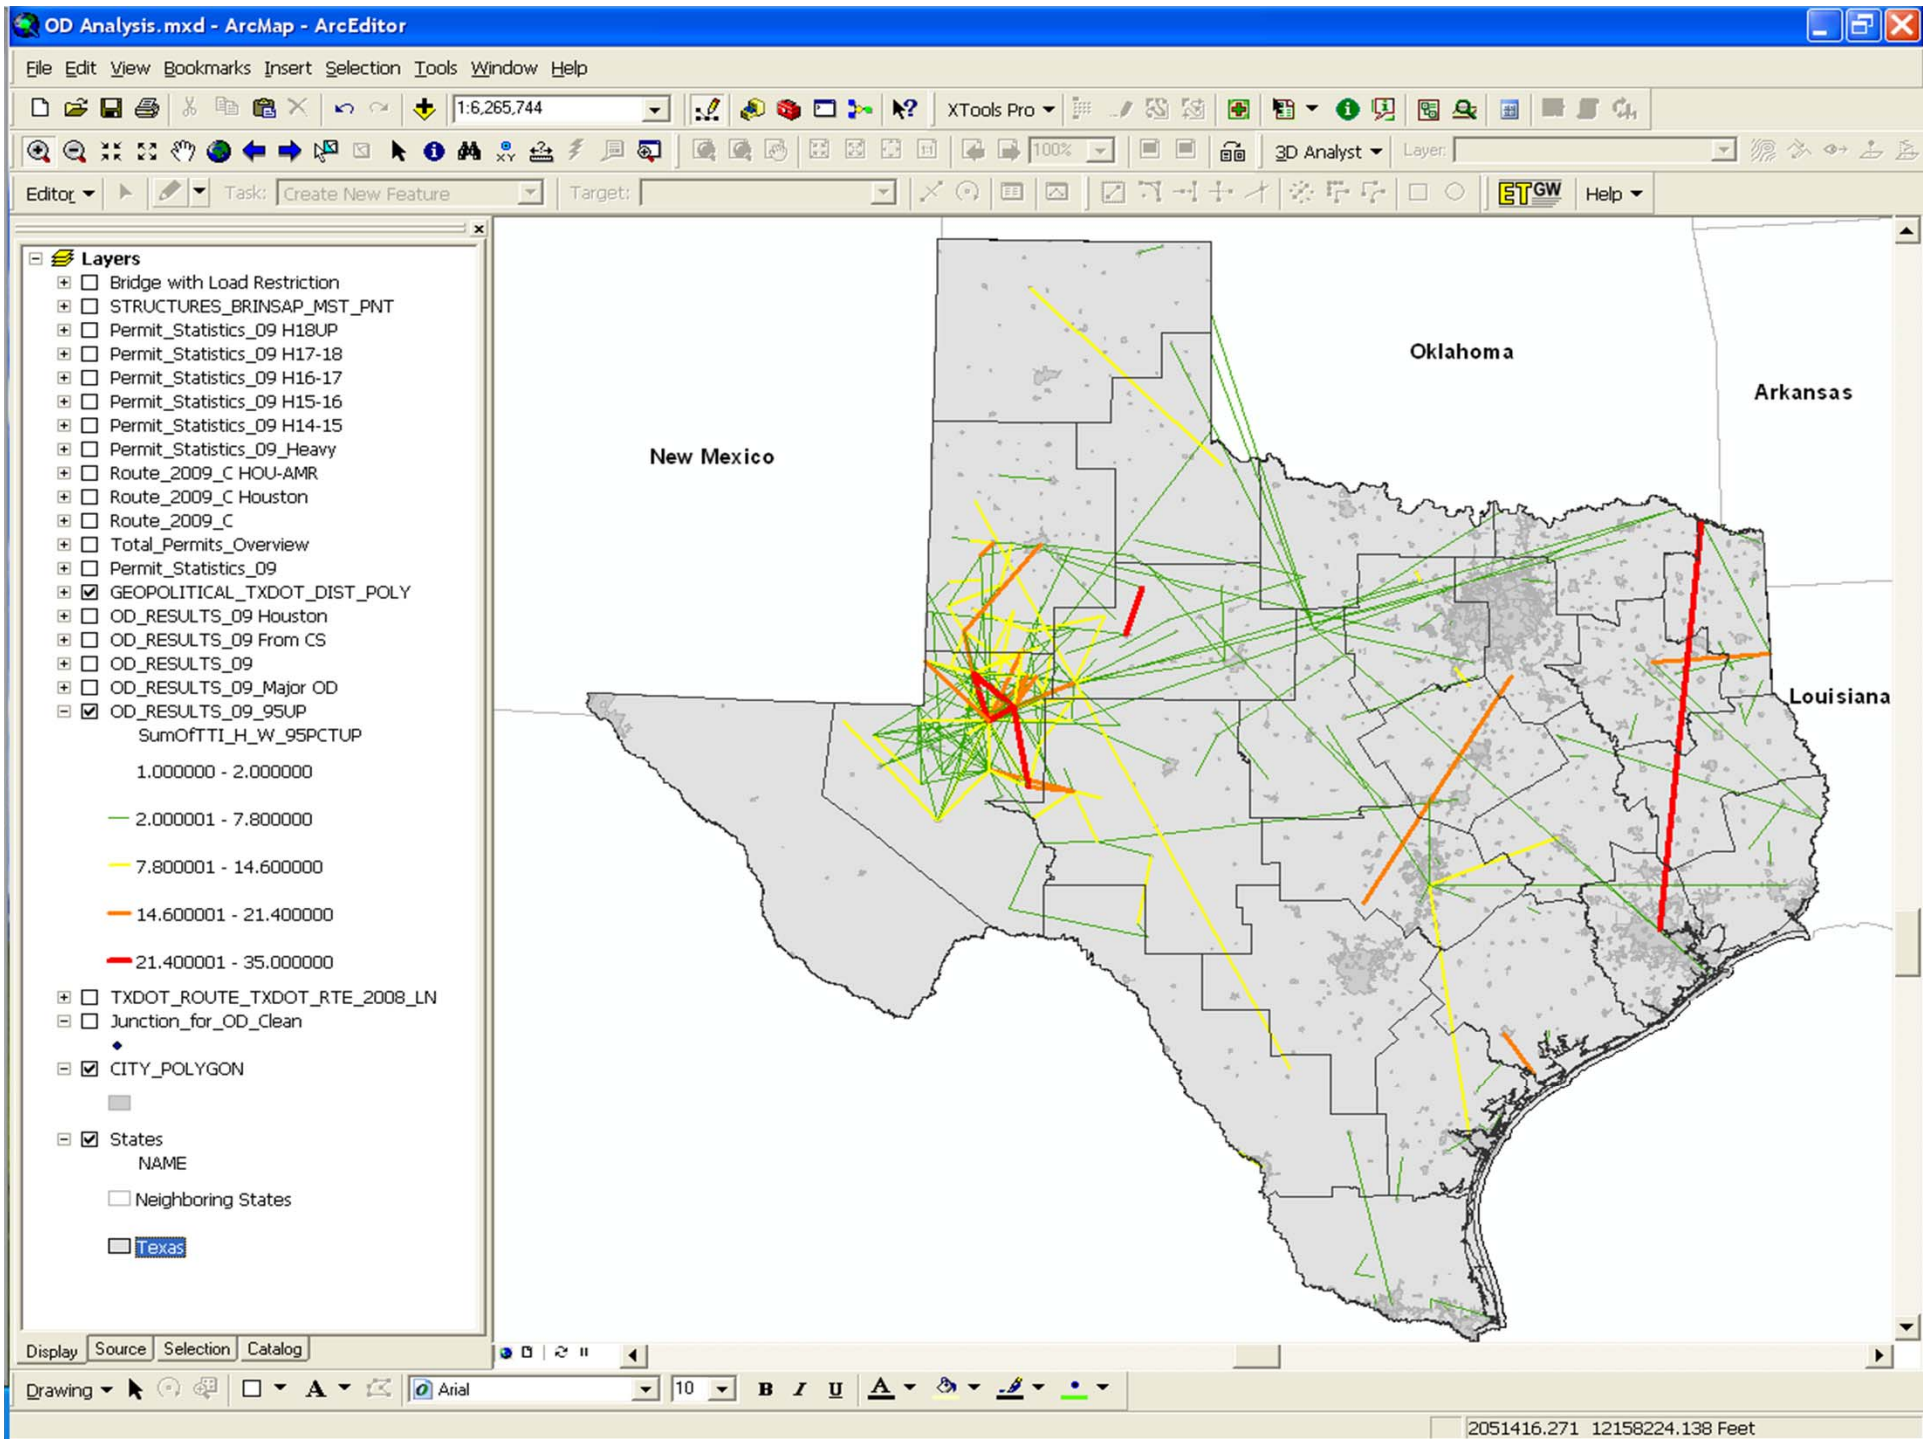 OD Analysis.mxd - ArcMap - ArcEditor
File Edit View Bookmarks Insert Selection Tools Window Help
1:6,265,744
XTools Pro
100%
3D Analyst
Layer:
Editor
Task: Create New Feature
Target:
ETGW
Help
Layers
Bridge with Load Restriction
STRUCTURES_BRINSAP_MST_PNT
Permit_Statistics_09 H18UP
Permit_Statistics_09 H17-18
Permit_Statistics_09 H16-17
Permit_Statistics_09 H15-16
Permit_Statistics_09 H14-15
Permit_Statistics_09_Heavy
Route_2009_C HOU-AMR
Route_2009_C Houston
Route_2009_C
Total_Permits_Overview
Permit_Statistics_09
GEOPOLITICAL_TXDOT_DIST_POLY
OD_RESULTS_09 Houston
OD_RESULTS_09 From CS
OD_RESULTS_09
OD_RESULTS_09_Major OD
OD_RESULTS_09_95UP
SumOfTTI_H_W_95PCTUP
1.000000 - 2.000000
2.000001 - 7.800000
7.800001 - 14.600000
14.600001 - 21.400000
21.400001 - 35.000000
TXDOT_ROUTE_TXDOT_RTE_2008_LN
Junction_for_OD_Clean
CITY_POLYGON
States
NAME
Neighboring States
Texas
Oklahoma
Arkansas
New Mexico
Louisiana
Display Source Selection Catalog
Drawing
A
Arial
10
B I U A
2051416.271 12158224.138 Feet